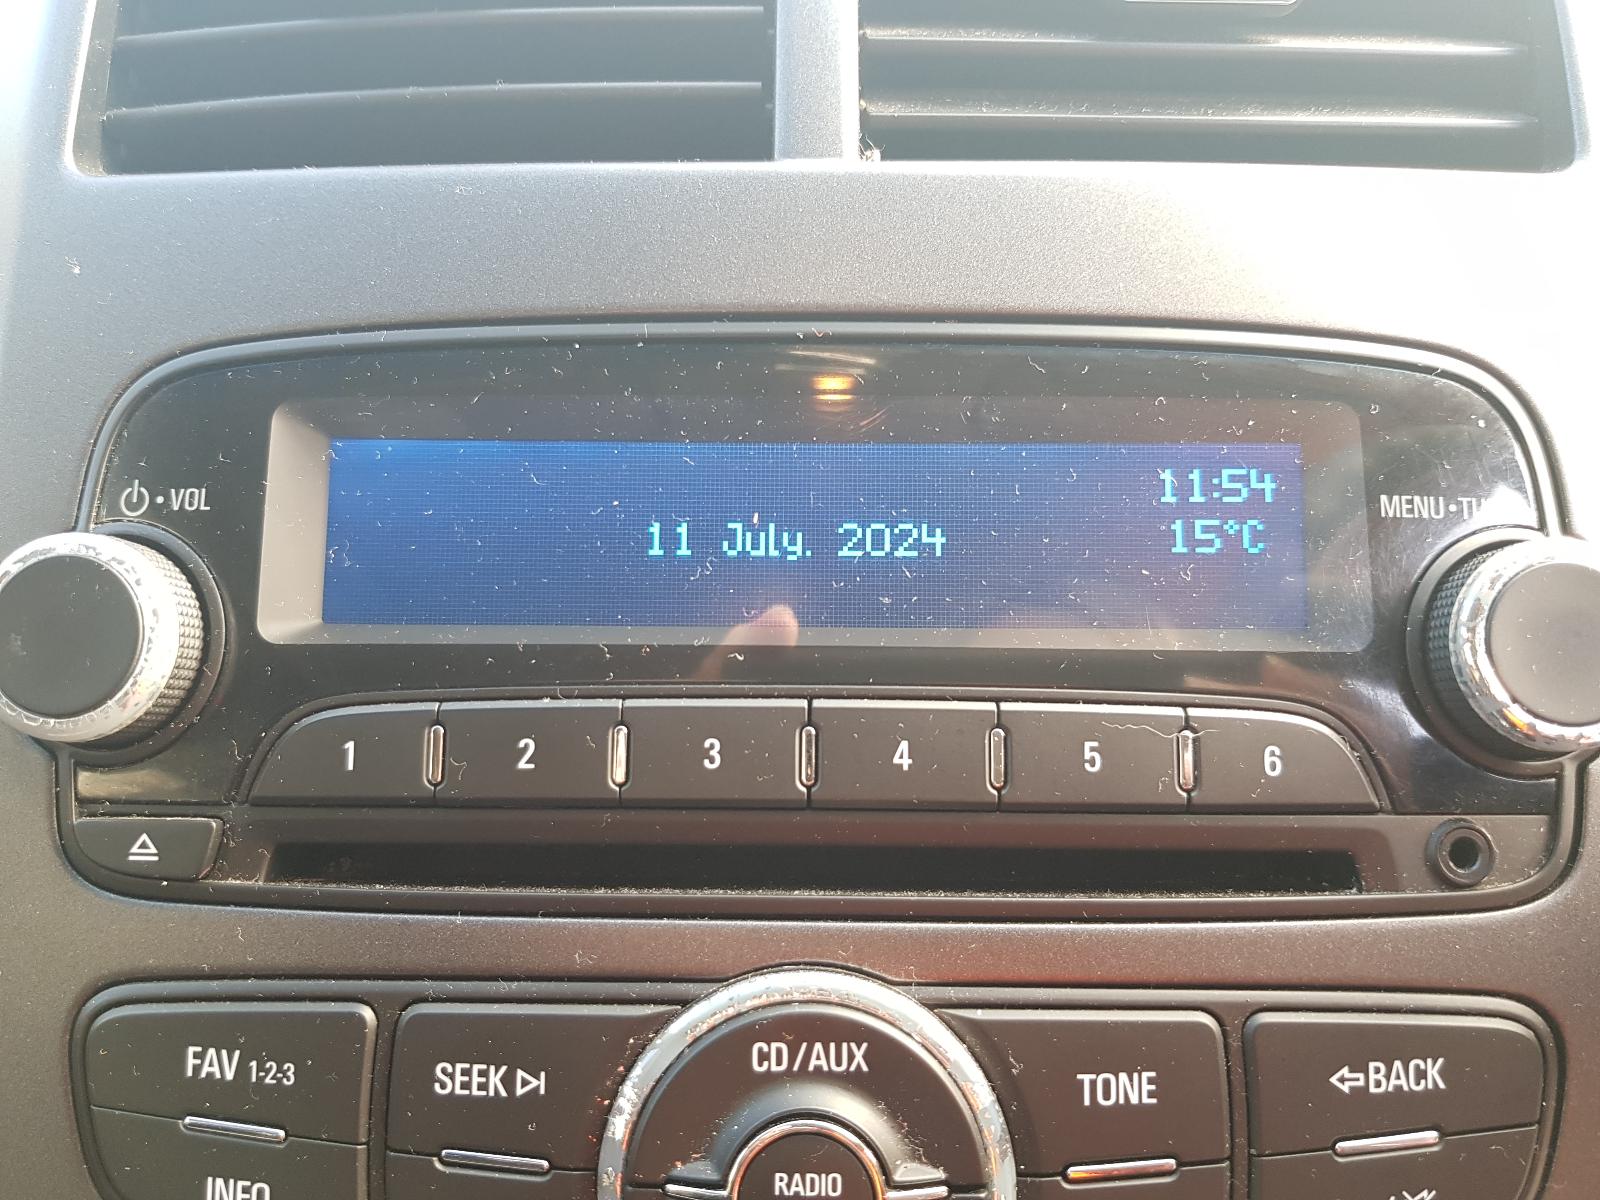 VOL
11:54
11 July. 2024
15°C
MENU
1 2 3 4 5 6
FAV 1-2-3
SEEK
CD/AUX
TONE
BACK
INFO
RADIO